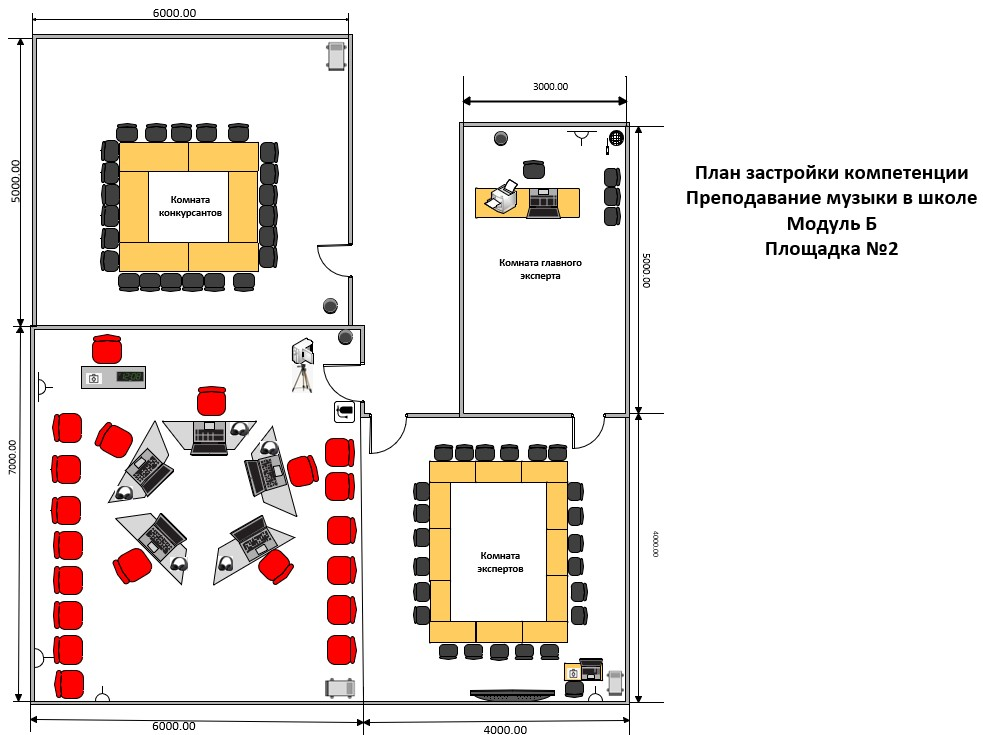 6000.00
3000.00
5000.00
Комната
конкурсантов
План застройки компетенции
Преподавание музыки в школе
Модуль Б
Площадка №2
Комната главного
эксперта
5000.00
7000.00
4000.00
Комната
экспертов
6000.00
4000.00